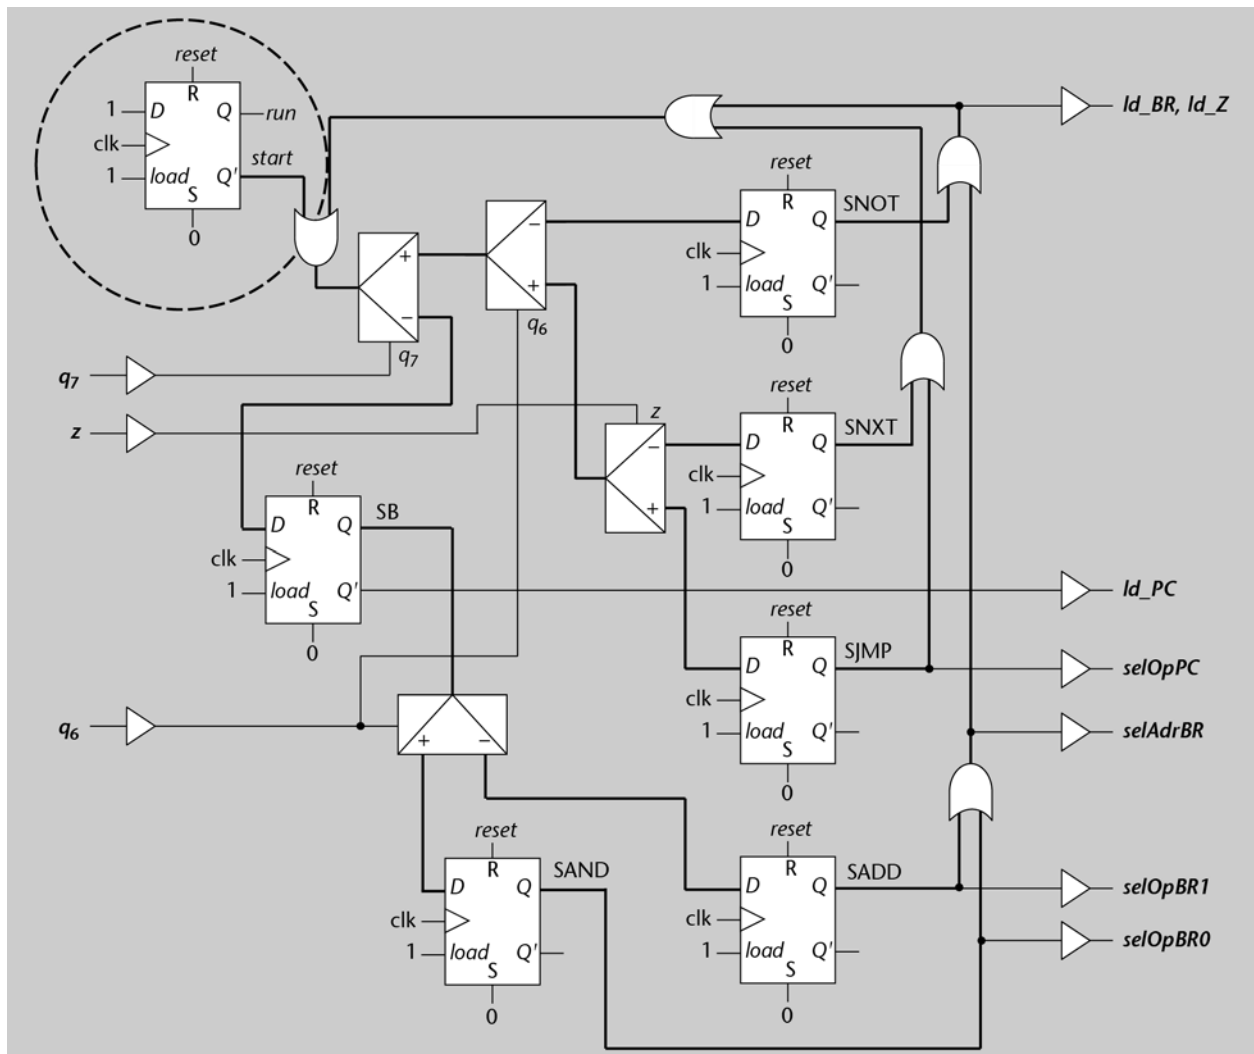 reset
R
1 D Q run
clk
start
1 load Q'
S
0
ld_BR, ld_Z
reset
R
SNOT
D Q
clk
1 load Q'
S
0
−
+
q6
+
−
q7
q7
z
z
−
+
reset
R
SNXT
D Q
clk
1 load Q'
S
0
reset
R
SB
D Q
clk
1 load Q'
S
0
ld_PC
reset
R
SJMP
D Q
clk
1 load Q'
S
0
selOpPC
selAdrBR
q6
+ −
reset
R
SAND
D Q
clk
1 load Q'
S
0
reset
R
SADD
D Q
clk
1 load Q'
S
0
selOpBR1
selOpBR0